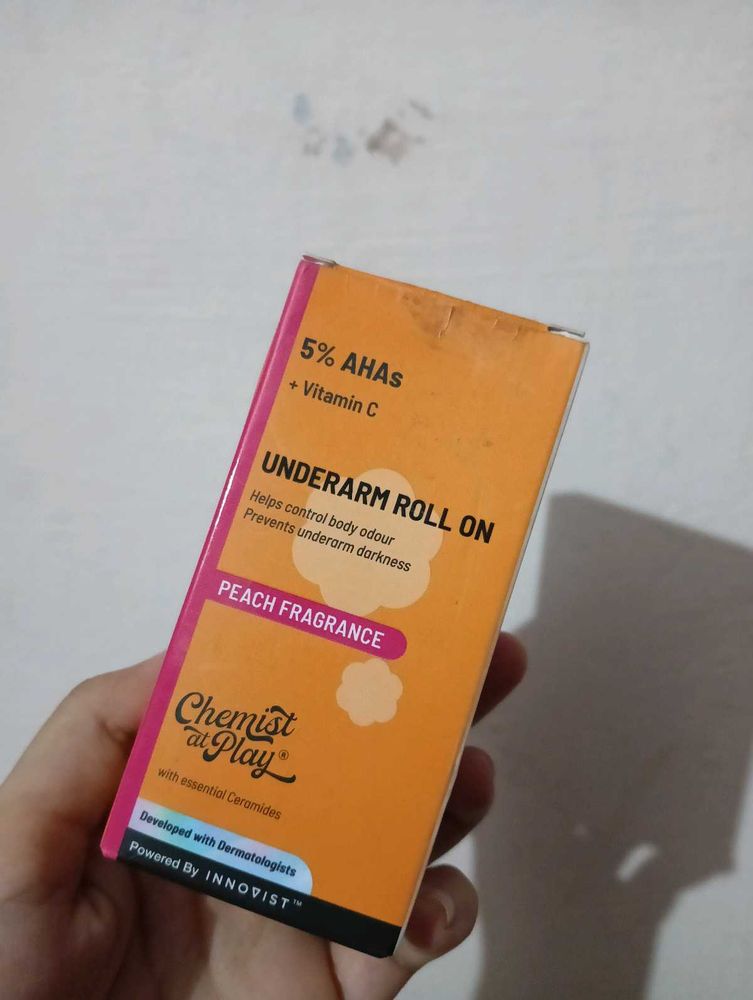 5% AHAs
+ Vitamin C
UNDERARM ROLL ON
Helps control body odour
Prevents underarm darkness
PEACH FRAGRANCE
Chemist
at Play®
with essential Ceramides
Developed with Dermatologists
Powered By INNOVIST™